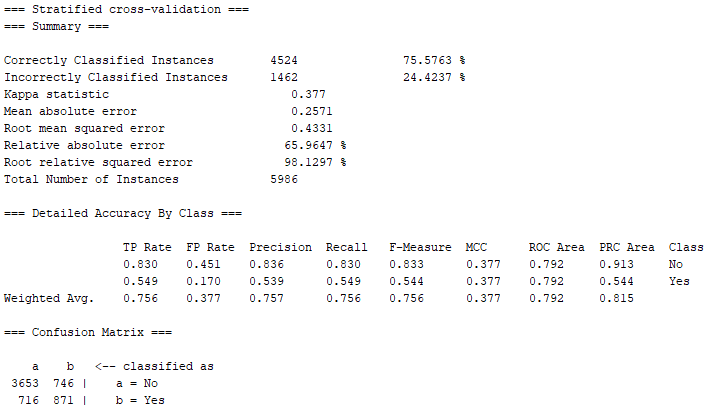 === Stratified cross-validation ===
=== Summary ===
Correctly Classified Instances 4524 75.5763 %
Incorrectly Classified Instances 1462 24.4237 %
Kappa statistic 0.377
Mean absolute error 0.2571
Root mean squared error 0.4331
Relative absolute error 65.9647 %
Root relative squared error 98.1297 %
Total Number of Instances 5986
=== Detailed Accuracy By Class ===
TP Rate FP Rate Precision Recall F-Measure MCC ROC Area PRC Area Class
0.830 0.451 0.836 0.830 0.833 0.377 0.792 0.913 No
0.549 0.170 0.539 0.549 0.544 0.377 0.792 0.544 Yes
Weighted Avg. 0.756 0.377 0.757 0.756 0.756 0.377 0.792 0.815
=== Confusion Matrix ===
a b <-- classified as
3653 746 | a = No
716 871 | b = Yes